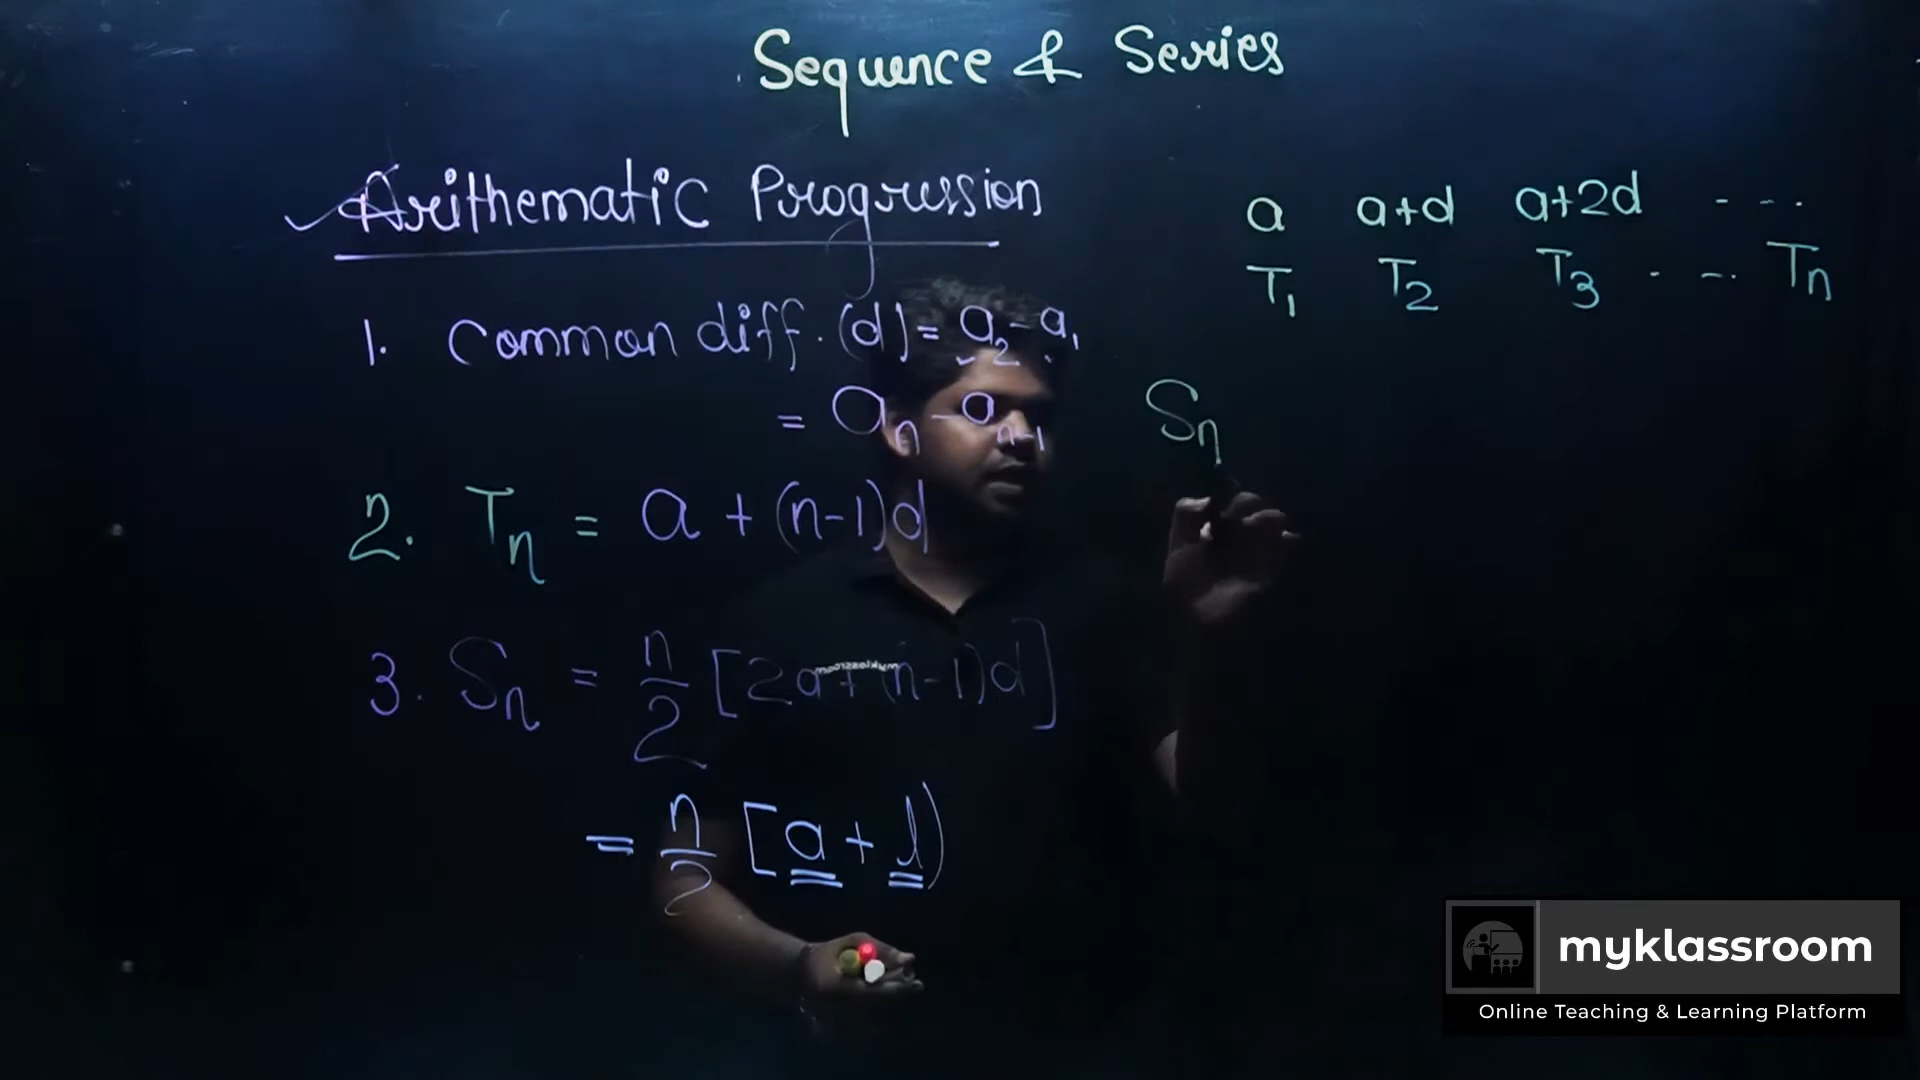 Sequence & Series
Arithematic Progression
a a+d a+2d - - .
T₁ T₂ T₃ . - .. Tn
1. Common diff. (d) = a₂ - a₁
= an - an-1
Sn
2. Tn = a + (n-1)d
3. Sn = n/2 [2a+(n-1)d]
= n/2 [a + l)
myklassroom
myklassroom
Online Teaching & Learning Platform